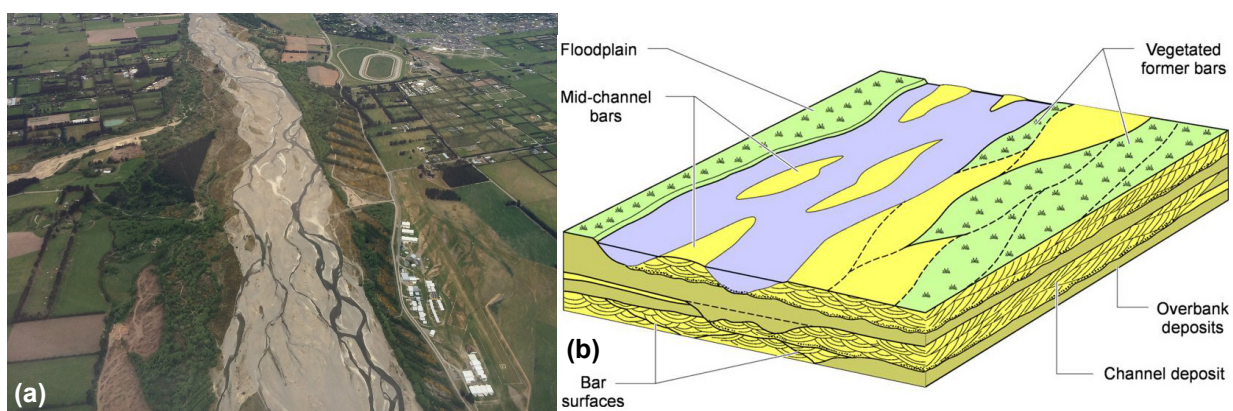 (a)
Floodplain
Mid-channel
bars
Vegetated
former bars
(b)
Bar
surfaces
Overbank
deposits
Channel deposit